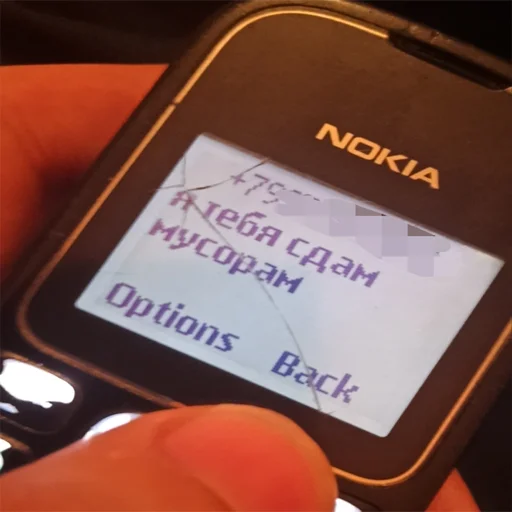 NOKIA
+79
я тебя сдам
мусорам
Options
Back